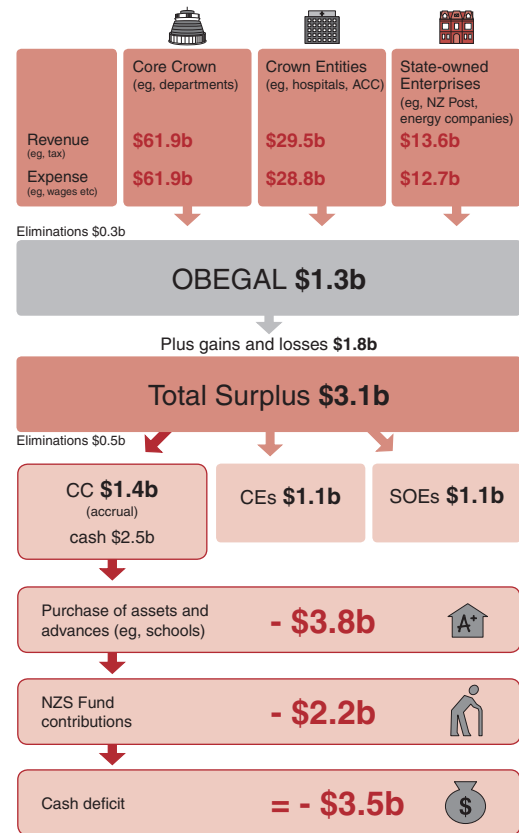 Core Crown
(eg, departments)
Crown Entities
(eg, hospitals, ACC)
State-owned
Enterprises
(eg, NZ Post,
energy companies)
Revenue
(eg, tax)
$61.9b
$29.5b
$13.6b
Expense
(eg, wages etc)
$61.9b
$28.8b
$12.7b
Eliminations $0.3b
OBEGAL $1.3b
Plus gains and losses $1.8b
Total Surplus $3.1b
Eliminations $0.5b
CC $1.4b
(accrual)
cash $2.5b
CEs $1.1b
SOEs $1.1b
Purchase of assets and
advances (eg, schools)
- $3.8b
A+
NZS Fund
contributions
- $2.2b
Cash deficit
= - $3.5b
$